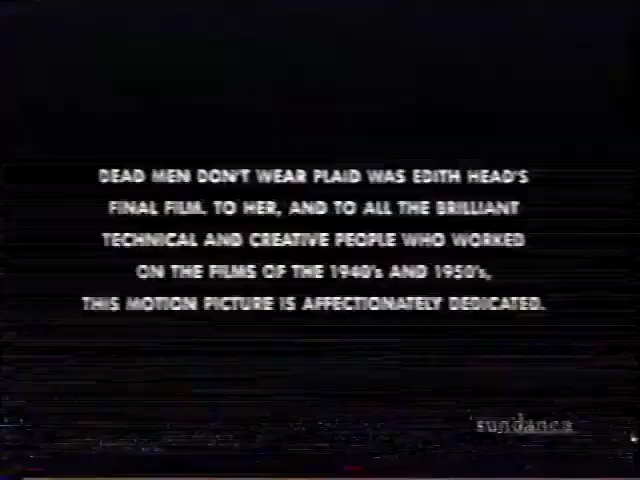 DEAD MEN DON'T WEAR PLAID WAS EDITH HEAD'S
FINAL FILM. TO HER, AND TO ALL THE BRILLIANT
TECHNICAL AND CREATIVE PEOPLE WHO WORKED
ON THE FILMS OF THE 1940's AND 1950's,
THIS MOTION PICTURE IS AFFECTIONATELY DEDICATED.
sundance